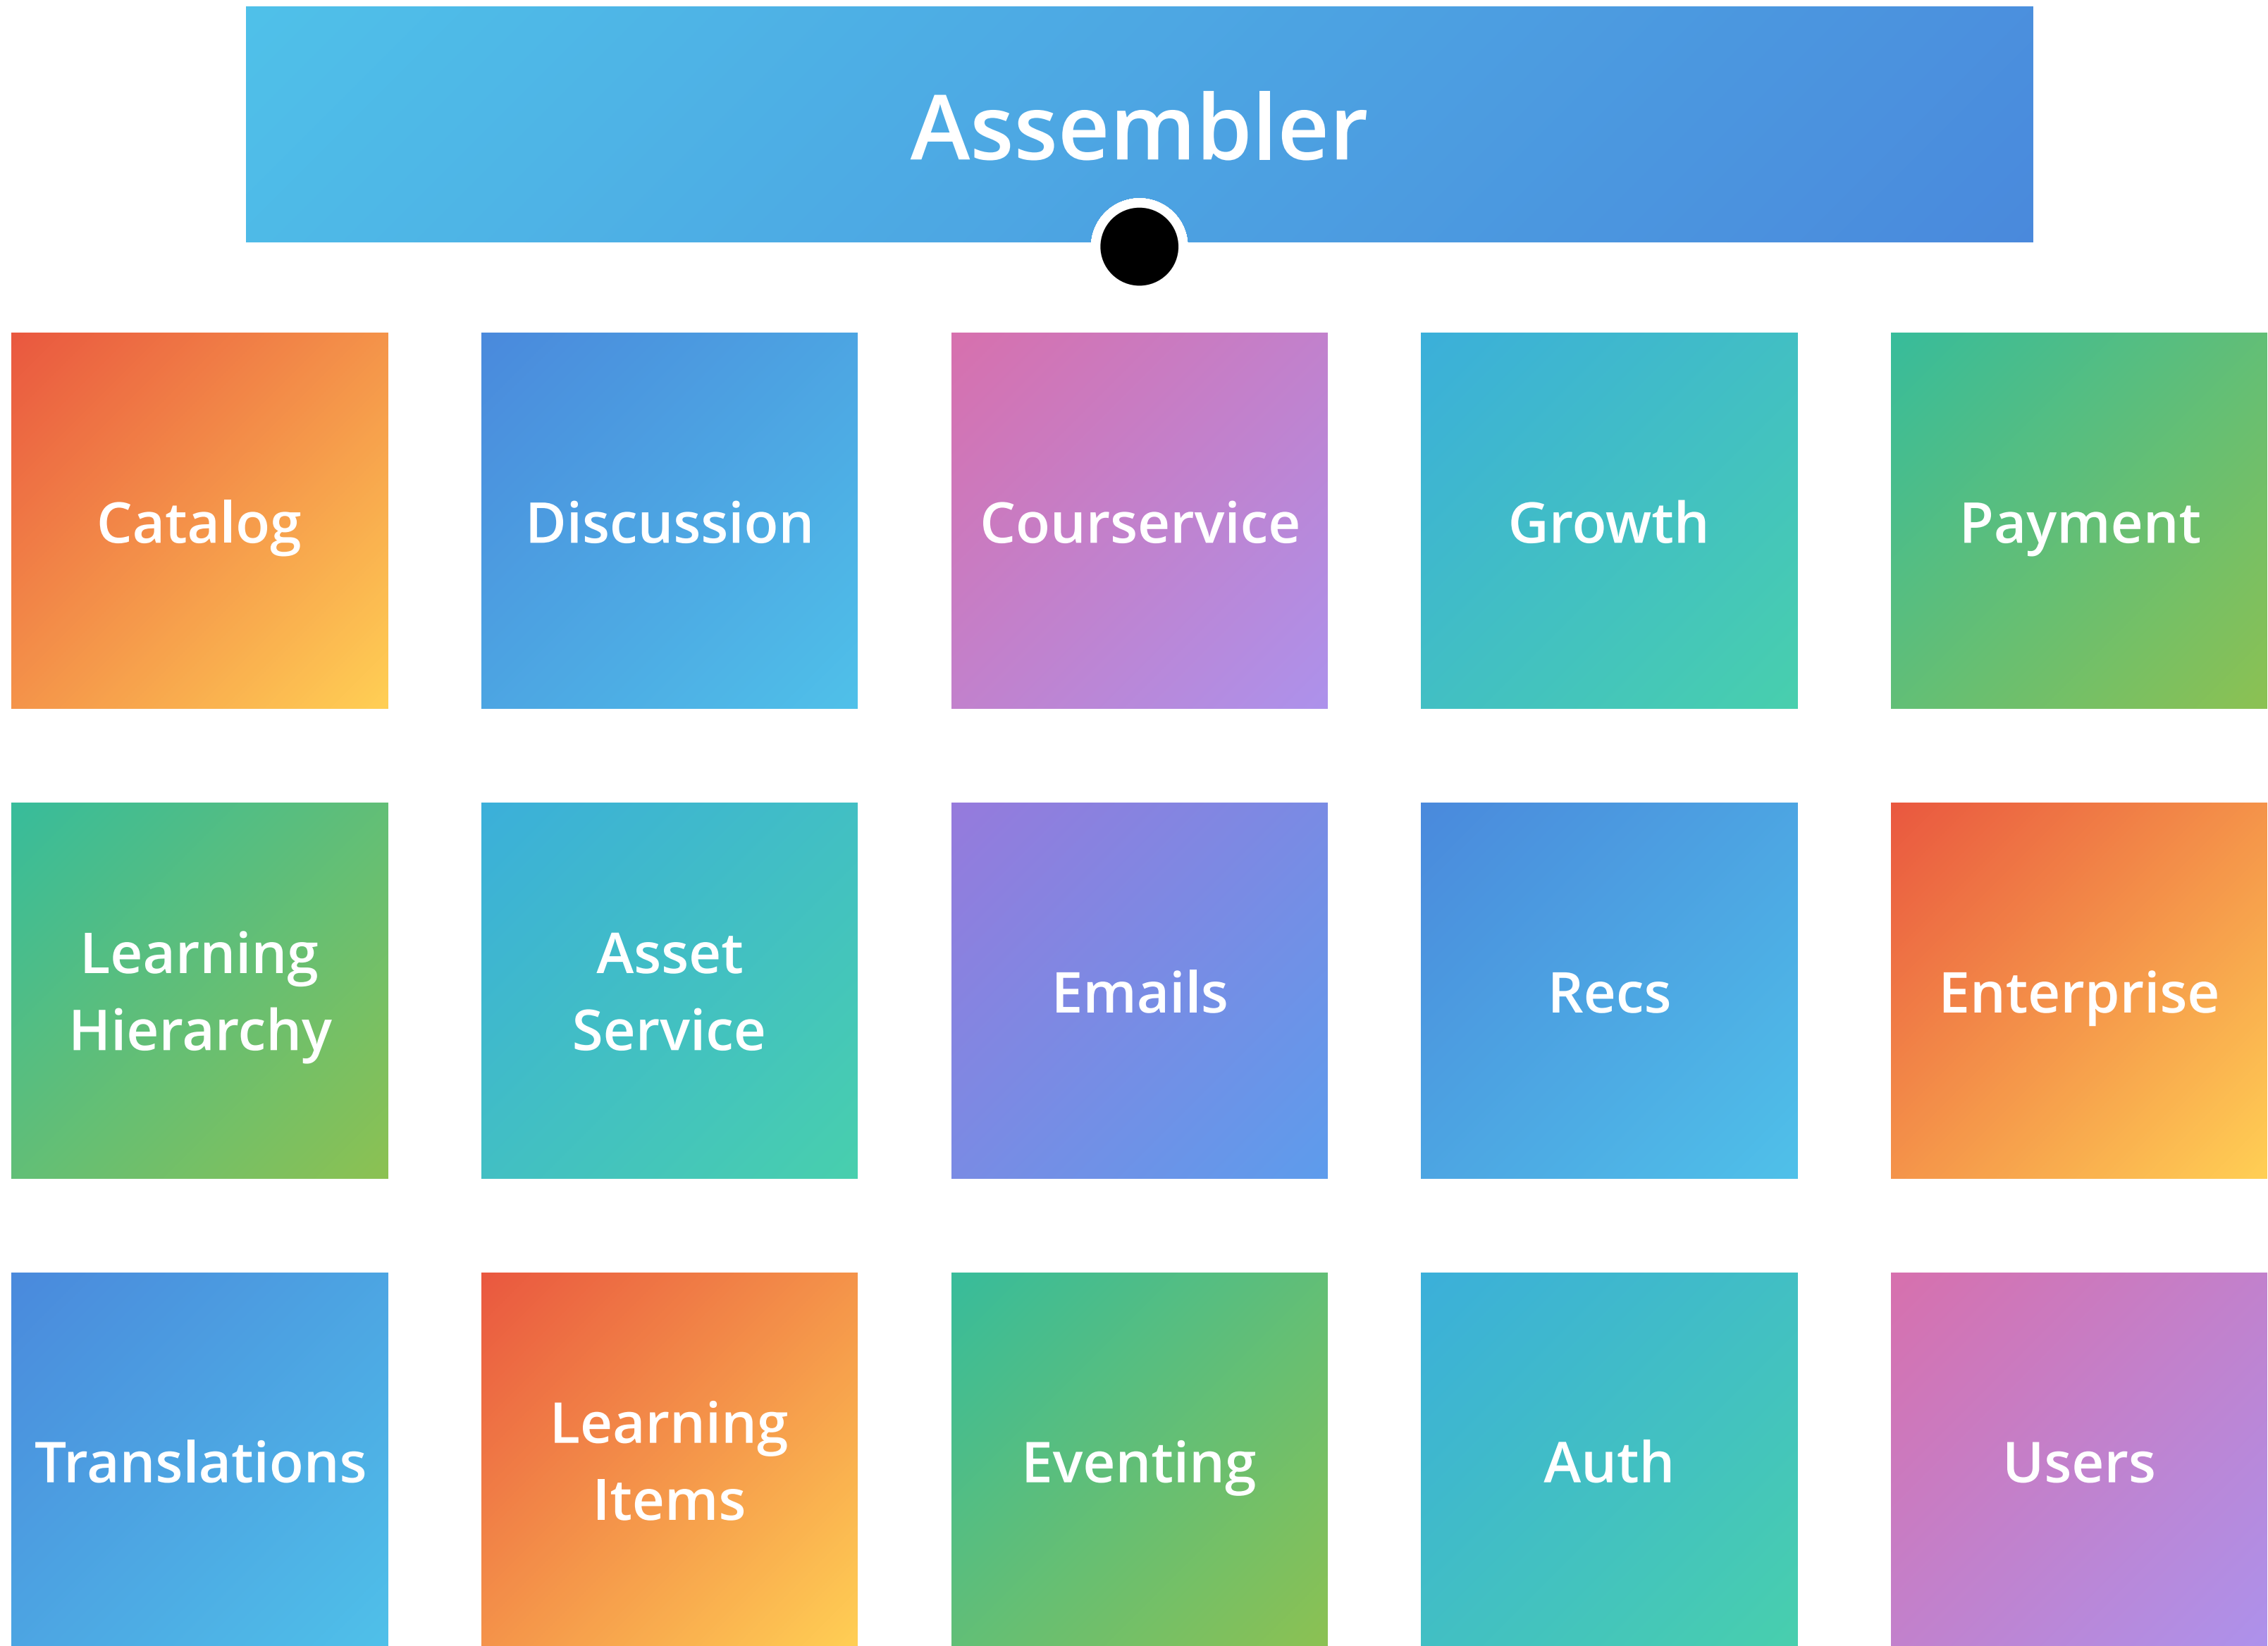 Assembler
Catalog
Discussion
Courservice
Growth
Payment
Learning
Hierarchy
Asset
Service
Emails
Recs
Enterprise
Translations
Learning
Items
Eventing
Auth
Users